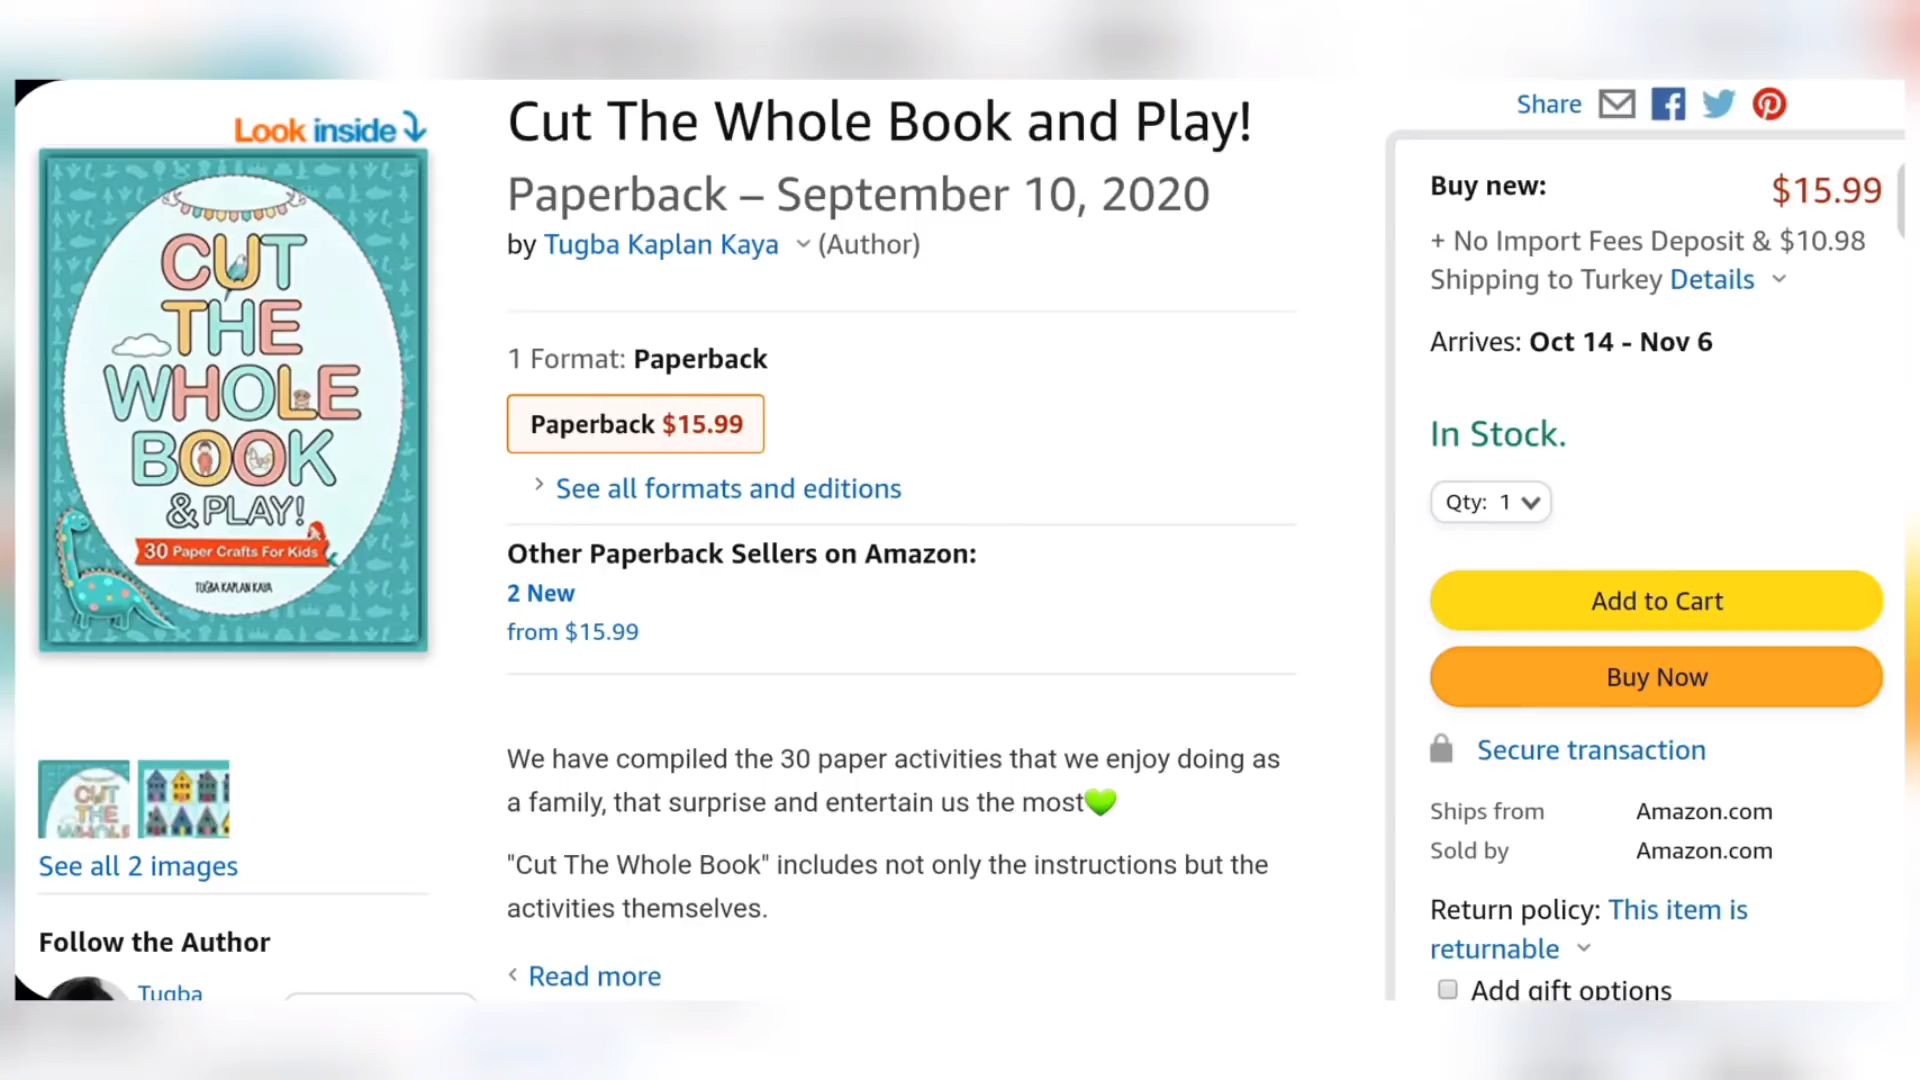 Look inside
CUT
THE
WHOLE
BOOK
& PLAY!
30 Paper Crafts For Kids
TUĞBA KAPLAN KAYA
CUT
THE
WHOLE
See all 2 images
Follow the Author
Tugba
Cut The Whole Book and Play!
Paperback – September 10, 2020
by Tugba Kaplan Kaya (Author)
1 Format: Paperback
Paperback $15.99
See all formats and editions
Other Paperback Sellers on Amazon:
2 New
from $15.99
We have compiled the 30 paper activities that we enjoy doing as
a family, that surprise and entertain us the most💚
"Cut The Whole Book" includes not only the instructions but the
activities themselves.
Read more
Share
Buy new: $15.99
+ No Import Fees Deposit & $10.98
Shipping to Turkey Details
Arrives: Oct 14 - Nov 6
In Stock.
Qty: 1
Add to Cart
Buy Now
Secure transaction
Ships from Amazon.com
Sold by Amazon.com
Return policy: This item is
returnable
Add gift options